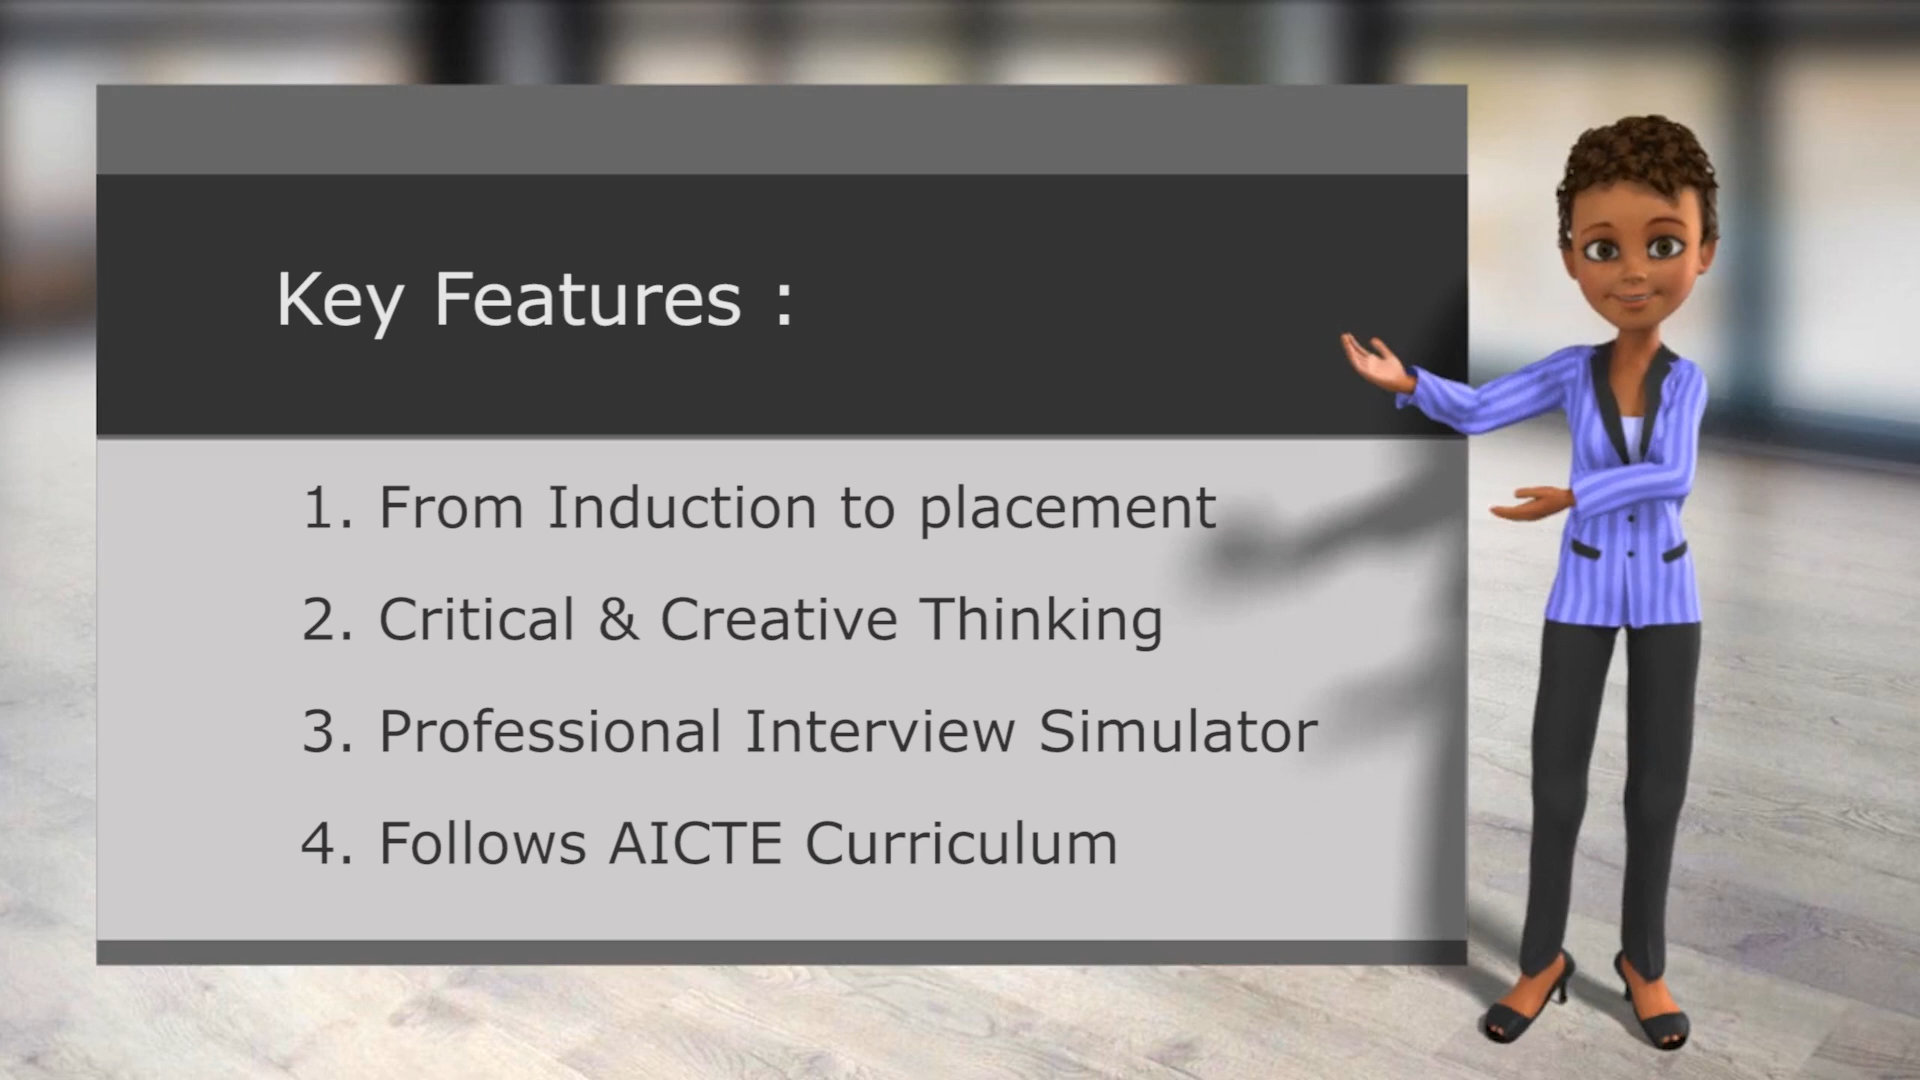 Key Features :
1. From Induction to placement
2. Critical & Creative Thinking
3. Professional Interview Simulator
4. Follows AICTE Curriculum